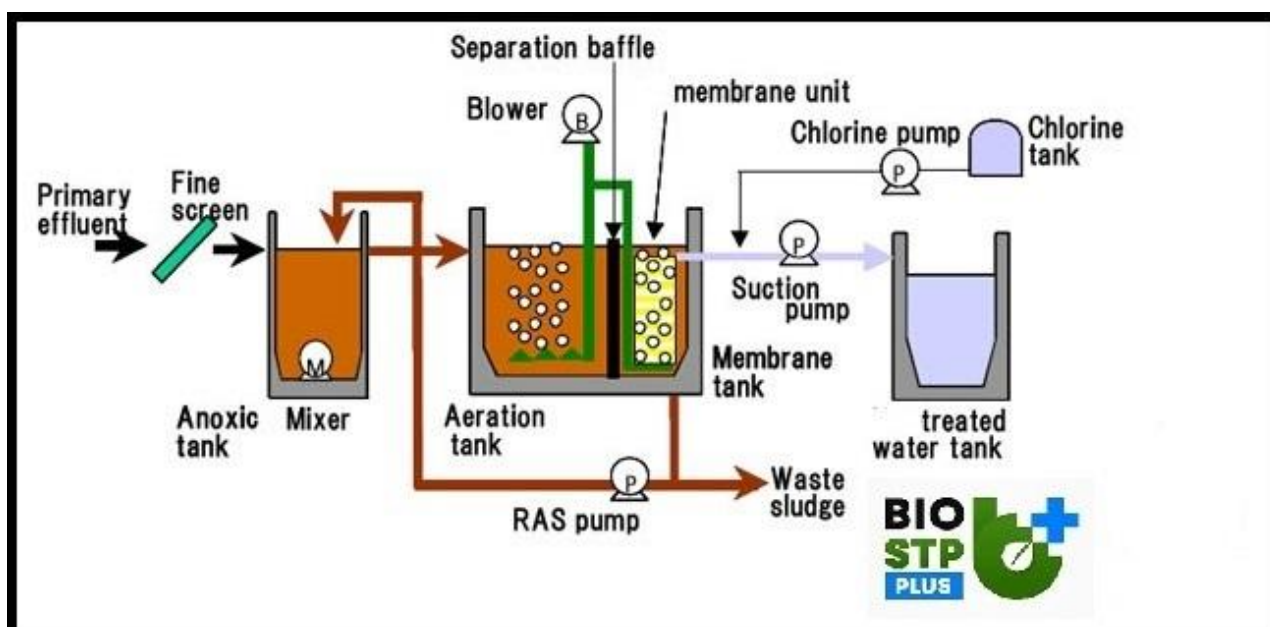 Separation baffle
Blower
B
membrane unit
Chlorine pump
Chlorine
tank
P
Primary
effluent
Fine
screen
P
Suction
pump
M
Anoxic
tank
Mixer
Aeration
tank
Membrane
tank
treated
water tank
P
RAS pump
Waste
sludge
BIO
STP
PLUS